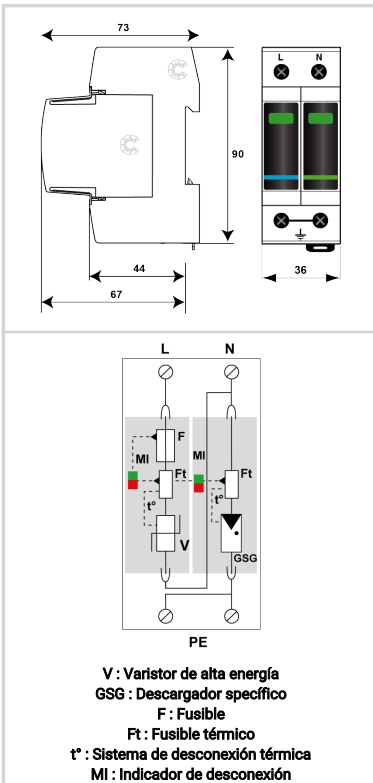 73
L N
90
44
67
36
L N
F
MI
MI
Ft
Ft
t°
t°
V
GSG
PE
V : Varistor de alta energía
GSG : Descargador specífico
F : Fusible
Ft : Fusible térmico
t° : Sistema de desconexión térmica
MI : Indicador de desconexión